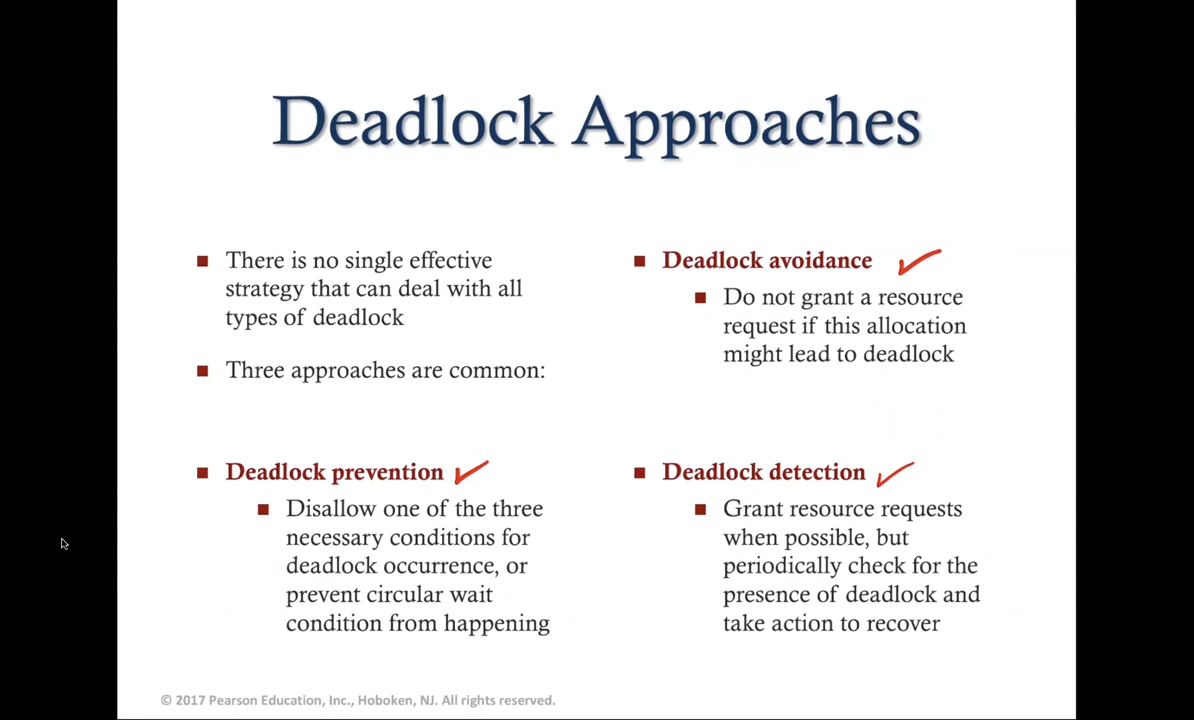 Deadlock Approaches
There is no single effective
strategy that can deal with all
types of deadlock
Three approaches are common:
Deadlock avoidance
Do not grant a resource
request if this allocation
might lead to deadlock
Deadlock prevention
Disallow one of the three
necessary conditions for
deadlock occurrence, or
prevent circular wait
condition from happening
Deadlock detection
Grant resource requests
when possible, but
periodically check for the
presence of deadlock and
take action to recover
© 2017 Pearson Education, Inc., Hoboken, NJ. All rights reserved.